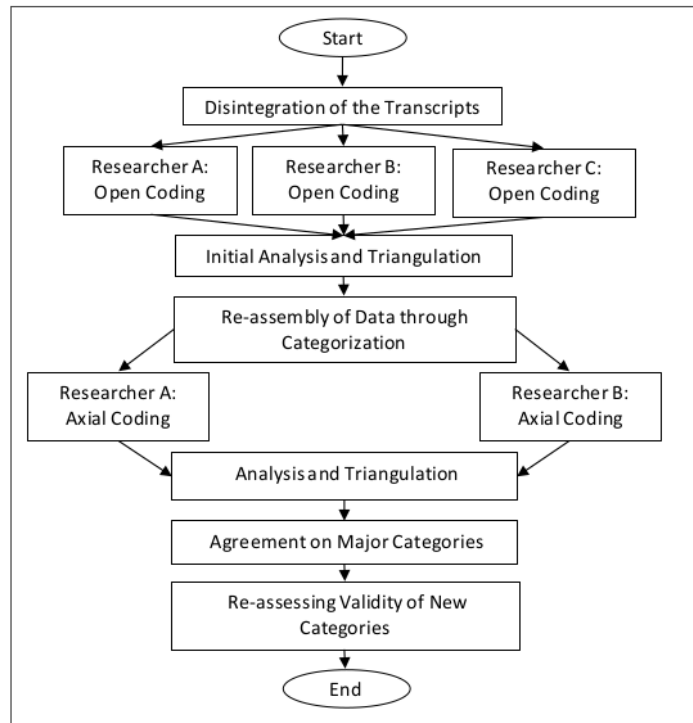 Start
Disintegration of the Transcripts
Researcher A:
Open Coding
Researcher B:
Open Coding
Researcher C:
Open Coding
Initial Analysis and Triangulation
Re-assembly of Data through
Categorization
Researcher A:
Axial Coding
Researcher B:
Axial Coding
Analysis and Triangulation
Agreement on Major Categories
Re-assessing Validity of New
Categories
End